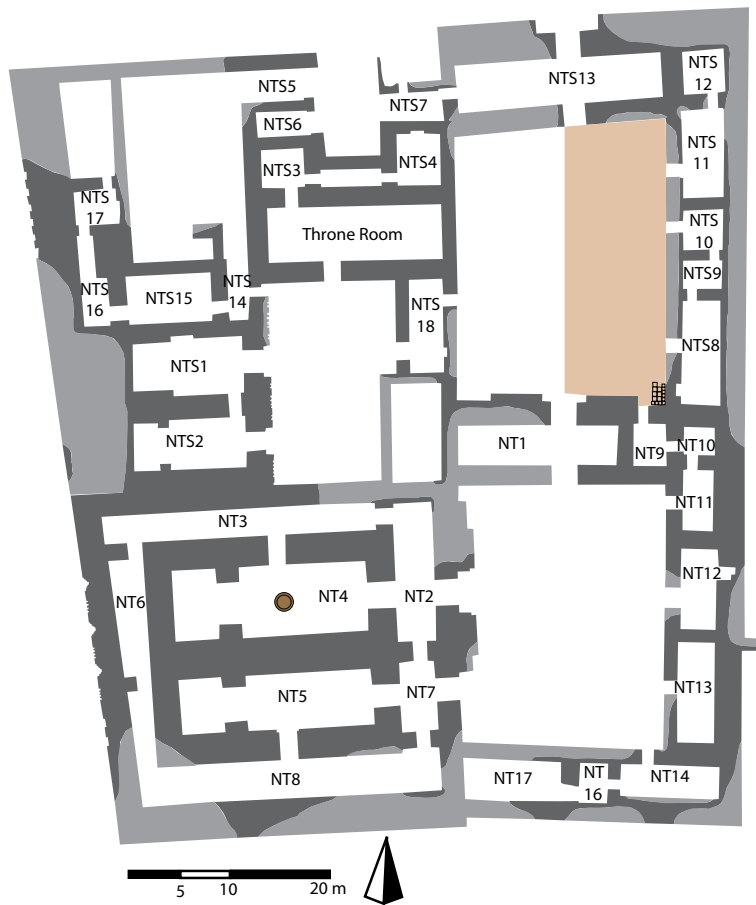 NTS5
NTS6
NTS7
NTS13
NTS
12
NTS3
NTS4
NTS
11
NTS
17
Throne Room
NTS
10
NTS9
NTS
16
NTS15
NTS
14
NTS
18
NTS8
NTS1
NTS2
NT1
NT9
NT10
NT11
NT3
NT12
NT6
NT4
NT2
NT5
NT7
NT13
NT8
NT17
NT
16
NT14
5
10
20 m